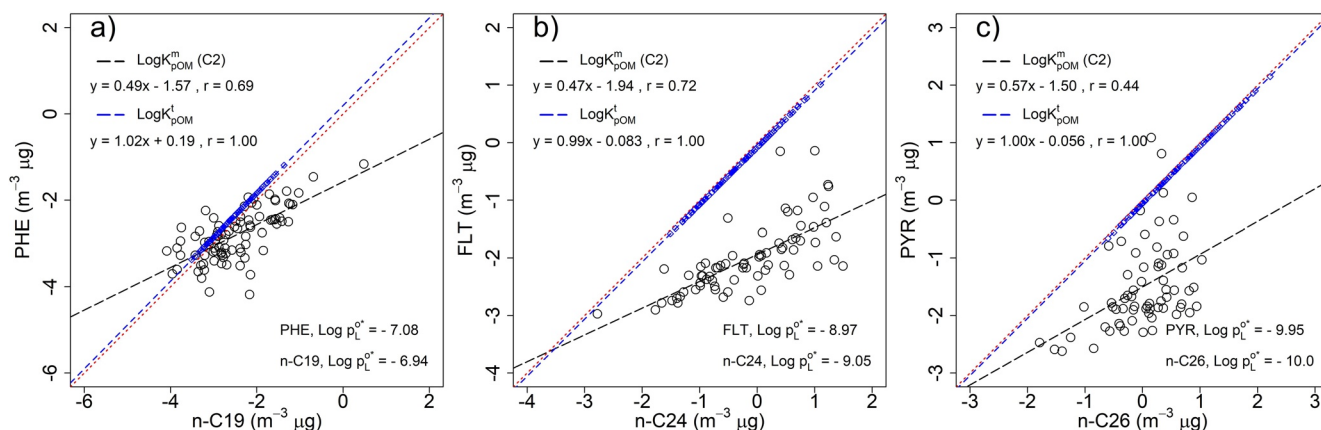 a)
LogK^m_pOM (C2)
y = 0.49x - 1.57 , r = 0.69
LogK^t_pOM
y = 1.02x + 0.19 , r = 1.00
PHE, Log p_L^o* = - 7.08
n-C19, Log p_L^o* = - 6.94
PHE (m⁻³ μg)
2
0
-2
-4
-6
-6 -4 -2 0 2
n-C19 (m⁻³ μg)
b)
LogK^m_pOM (C2)
y = 0.47x - 1.94 , r = 0.72
LogK^t_pOM
y = 0.99x - 0.083 , r = 1.00
FLT, Log p_L^o* = - 8.97
n-C24, Log p_L^o* = - 9.05
FLT (m⁻³ μg)
2
1
0
-1
-2
-3
-4
-4 -3 -2 -1 0 1 2
n-C24 (m⁻³ μg)
c)
LogK^m_pOM (C2)
y = 0.57x - 1.50 , r = 0.44
LogK^t_pOM
y = 1.00x - 0.056 , r = 1.00
PYR, Log p_L^o* = - 9.95
n-C26, Log p_L^o* = - 10.0
PYR (m⁻³ μg)
3
2
1
0
-1
-2
-3
-3 -2 -1 0 1 2 3
n-C26 (m⁻³ μg)